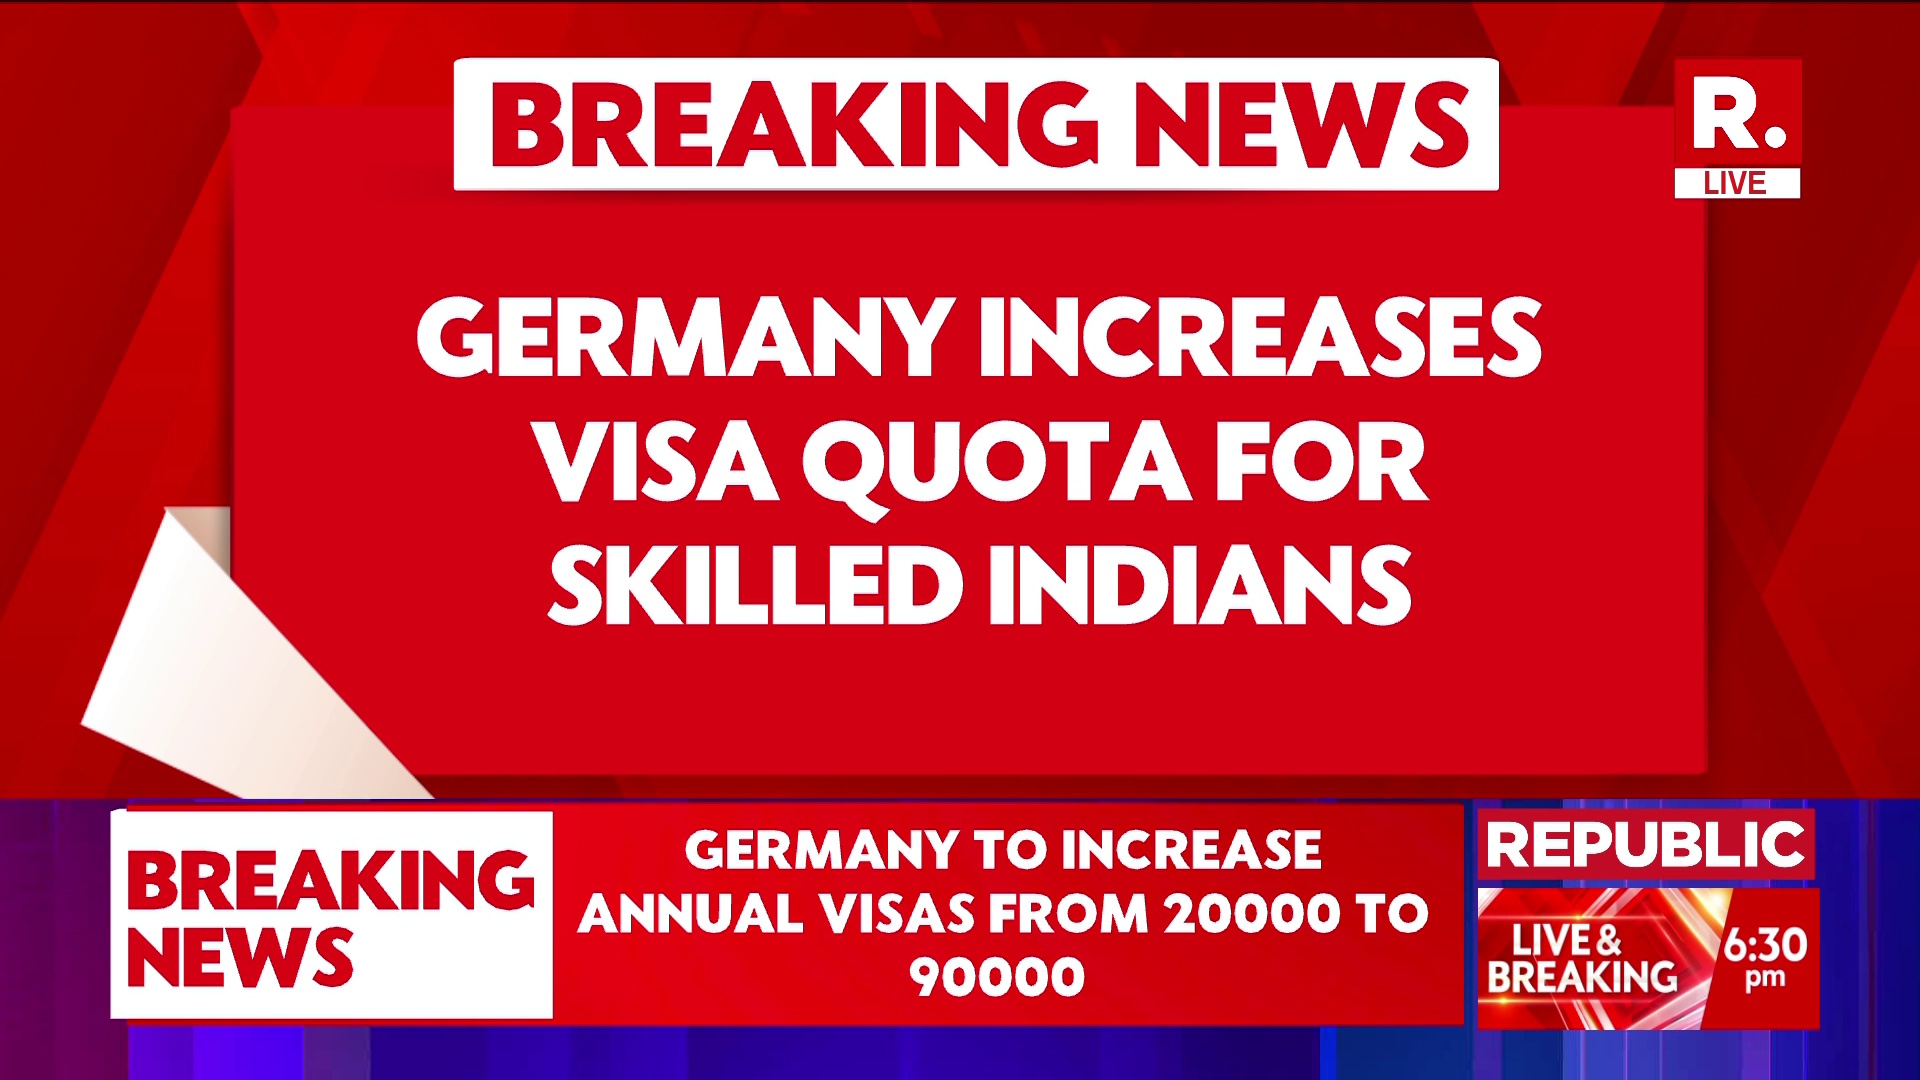 BREAKING NEWS
R.
LIVE
GERMANY INCREASES
VISA QUOTA FOR
SKILLED INDIANS
BREAKING
NEWS
GERMANY TO INCREASE
ANNUAL VISAS FROM 20000 TO
90000
REPUBLIC
LIVE &
BREAKING
6:30
pm